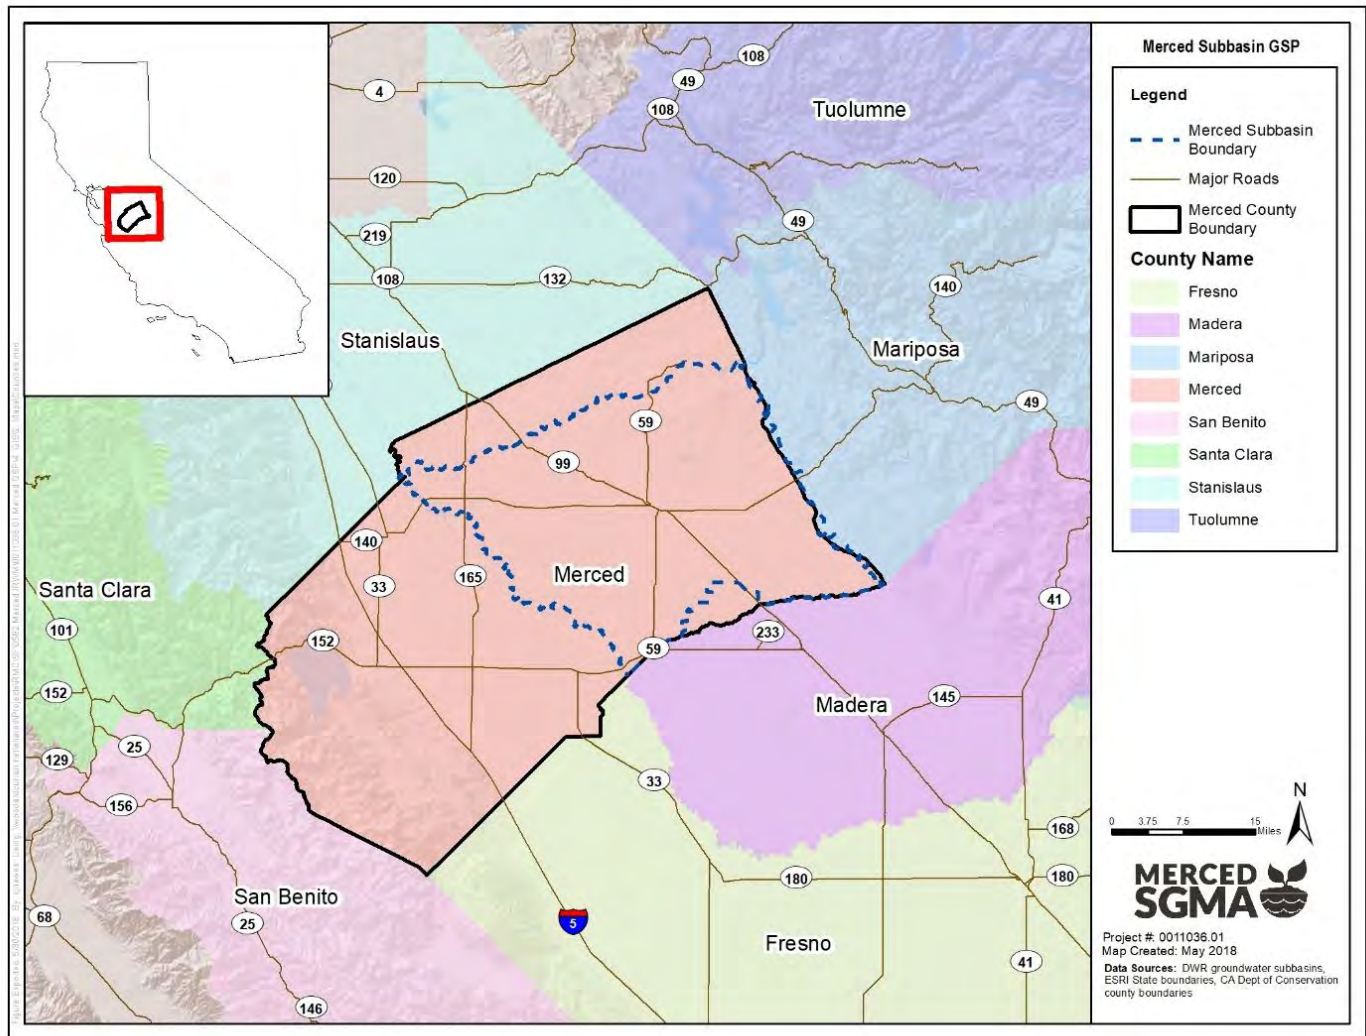 108
49
4
Tuolumne
108
120
49
219
108
132
140
Stanislaus
Mariposa
49
59
99
140
165
Merced
33
Santa Clara
41
101
233
152
59
152
145
Madera
25
129
33
156
168
180
180
San Benito
68
25
5
Fresno
41
146
Merced Subbasin GSP
Legend
Merced Subbasin
Boundary
Major Roads
Merced County
Boundary
County Name
Fresno
Madera
Mariposa
Merced
San Benito
Santa Clara
Stanislaus
Tuolumne
N
0 3.75 7.5 15
Miles
MERCED
SGMA
Project #: 0011036.01
Map Created: May 2018
Data Sources: DWR groundwater subbasins,
ESRI State boundaries, CA Dept of Conservation
county boundaries